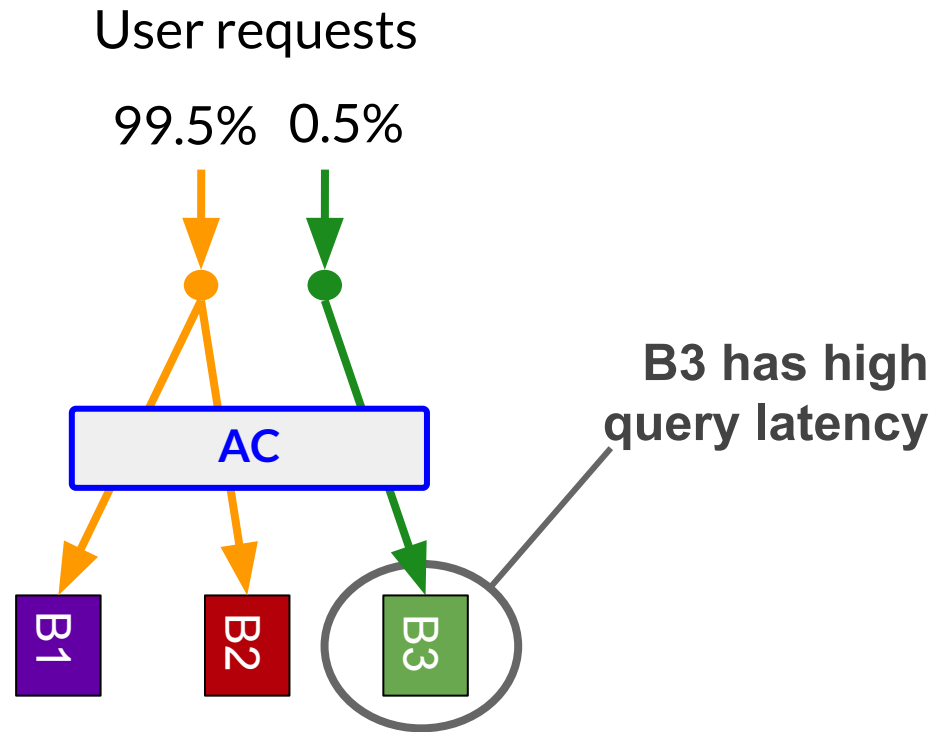 User requests
99.5% 0.5%
B3 has high
query latency
AC
B1
B2
B3